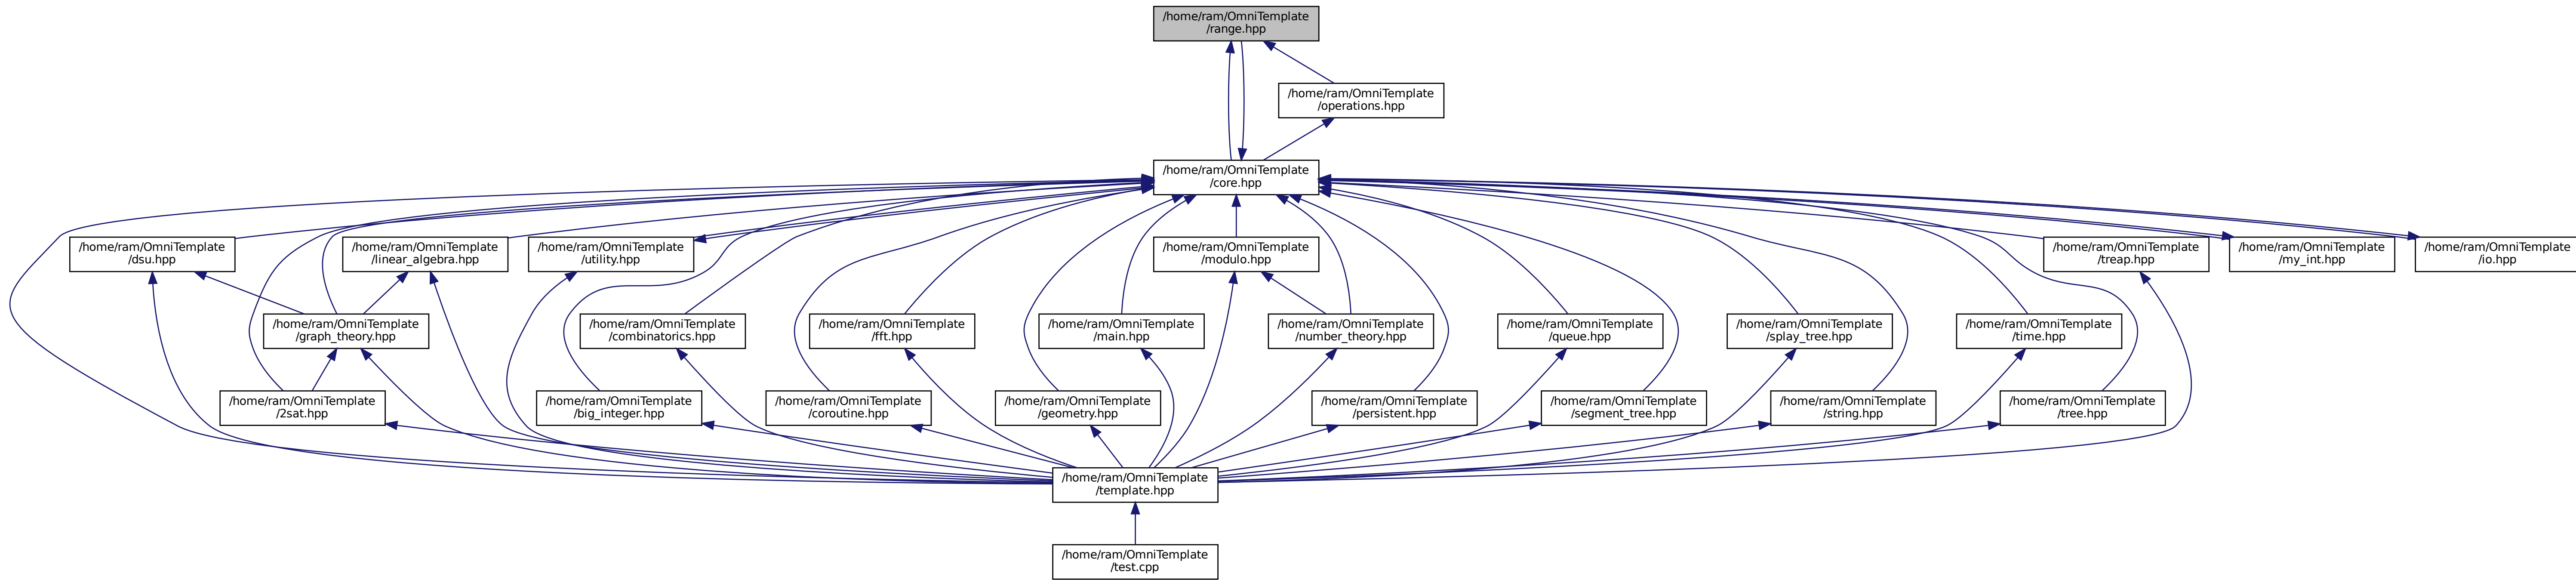 /home/ram/OmniTemplate
/range.hpp
/home/ram/OmniTemplate
/operations.hpp
/home/ram/OmniTemplate
/core.hpp
/home/ram/OmniTemplate
/dsu.hpp
/home/ram/OmniTemplate
/linear_algebra.hpp
/home/ram/OmniTemplate
/utility.hpp
/home/ram/OmniTemplate
/modulo.hpp
/home/ram/OmniTemplate
/treap.hpp
/home/ram/OmniTemplate
/my_int.hpp
/home/ram/OmniTemplate
/io.hpp
/home/ram/OmniTemplate
/graph_theory.hpp
/home/ram/OmniTemplate
/combinatorics.hpp
/home/ram/OmniTemplate
/fft.hpp
/home/ram/OmniTemplate
/main.hpp
/home/ram/OmniTemplate
/number_theory.hpp
/home/ram/OmniTemplate
/queue.hpp
/home/ram/OmniTemplate
/splay_tree.hpp
/home/ram/OmniTemplate
/time.hpp
/home/ram/OmniTemplate
/2sat.hpp
/home/ram/OmniTemplate
/big_integer.hpp
/home/ram/OmniTemplate
/coroutine.hpp
/home/ram/OmniTemplate
/geometry.hpp
/home/ram/OmniTemplate
/persistent.hpp
/home/ram/OmniTemplate
/segment_tree.hpp
/home/ram/OmniTemplate
/string.hpp
/home/ram/OmniTemplate
/tree.hpp
/home/ram/OmniTemplate
/template.hpp
/home/ram/OmniTemplate
/test.cpp